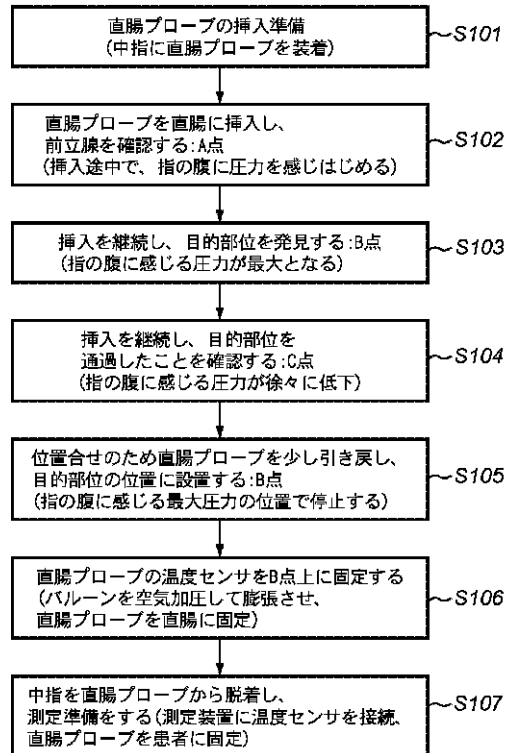 直腸プローブの挿入準備
(中指に直腸プローブを装着)
S101
直腸プローブを直腸に挿入し、
前立腺を確認する:A点
(挿入途中で、指の腹に圧力を感じはじめる)
S102
挿入を継続し、目的部位を発見する:B点
(指の腹に感じる圧力が最大となる)
S103
挿入を継続し、目的部位を
通過したことを確認する:C点
(指の腹に感じる圧力が徐々に低下)
S104
位置合せのため直腸プローブを少し引き戻し、
目的部位の位置に設置する:B点
(指の腹に感じる最大圧力の位置で停止する)
S105
直腸プローブの温度センサをB点上に固定する
(バルーンを空気加圧して膨張させ、
直腸プローブを直腸に固定)
S106
中指を直腸プローブから脱着し、
測定準備をする(測定装置に温度センサを接続、
直腸プローブを患者に固定)
S107